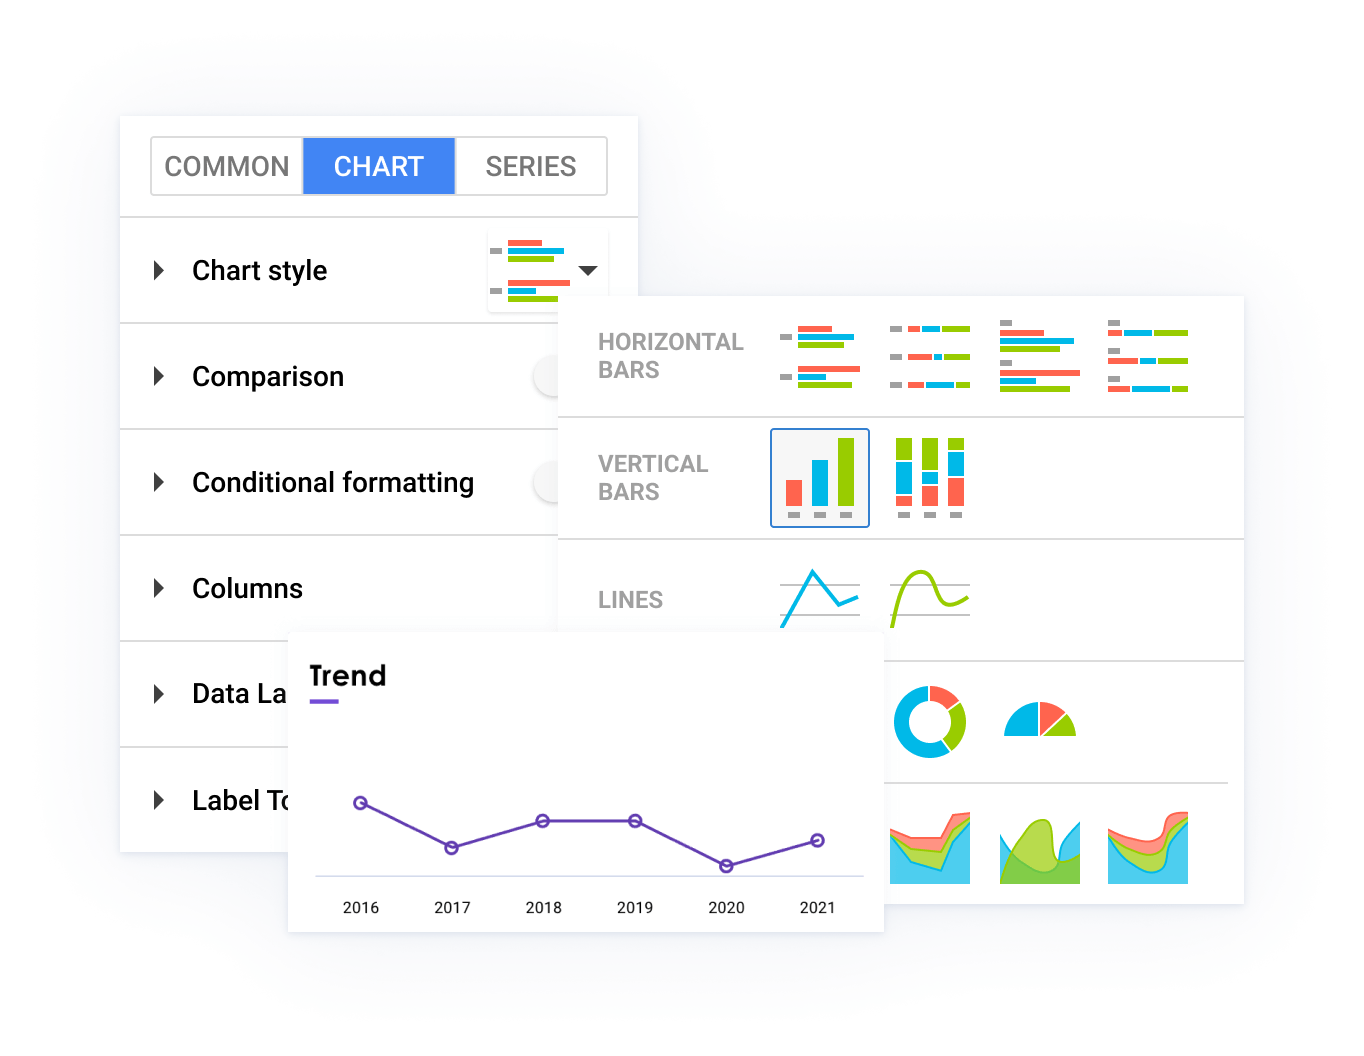 COMMON CHART SERIES
Chart style
Comparison
Conditional formatting
Columns
Data La
Label To
HORIZONTAL
BARS
VERTICAL
BARS
LINES
Trend
2016 2017 2018 2019 2020 2021